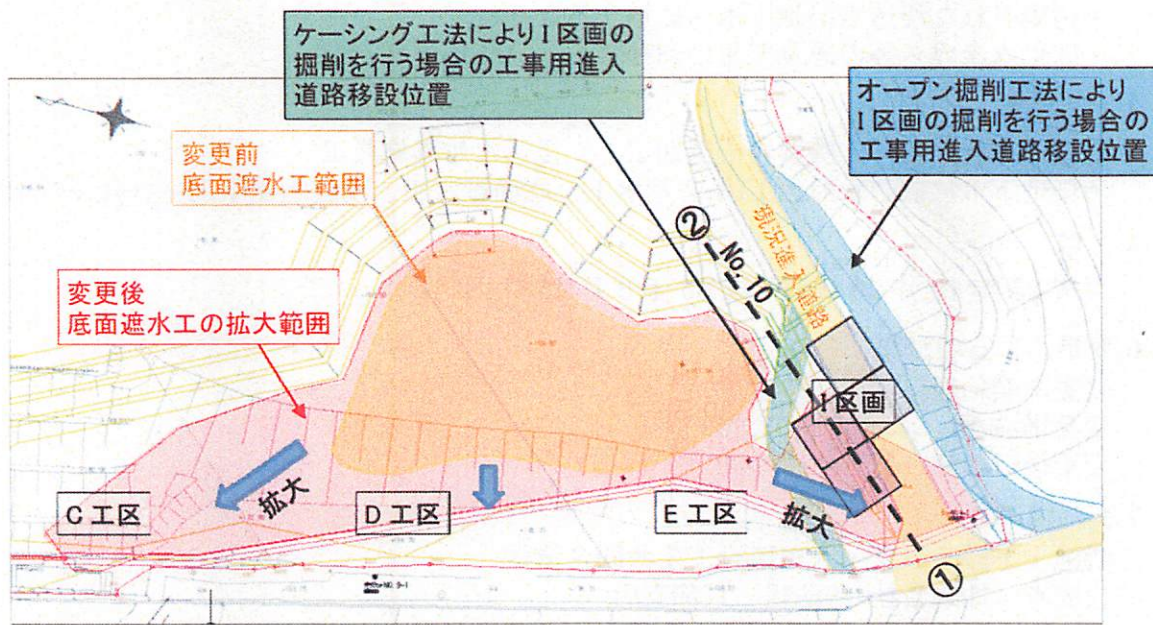 ケーシング工法によりI区画の
掘削を行う場合の工事用進入
道路移設位置
オープン掘削工法により
I区画の掘削を行う場合の
工事用進入道路移設位置
変更前
底面遮水工範囲
変更後
底面遮水工の拡大範囲
②
No.10
現況進入道路
I区画
C工区
拡大
D工区
E工区
拡大
①